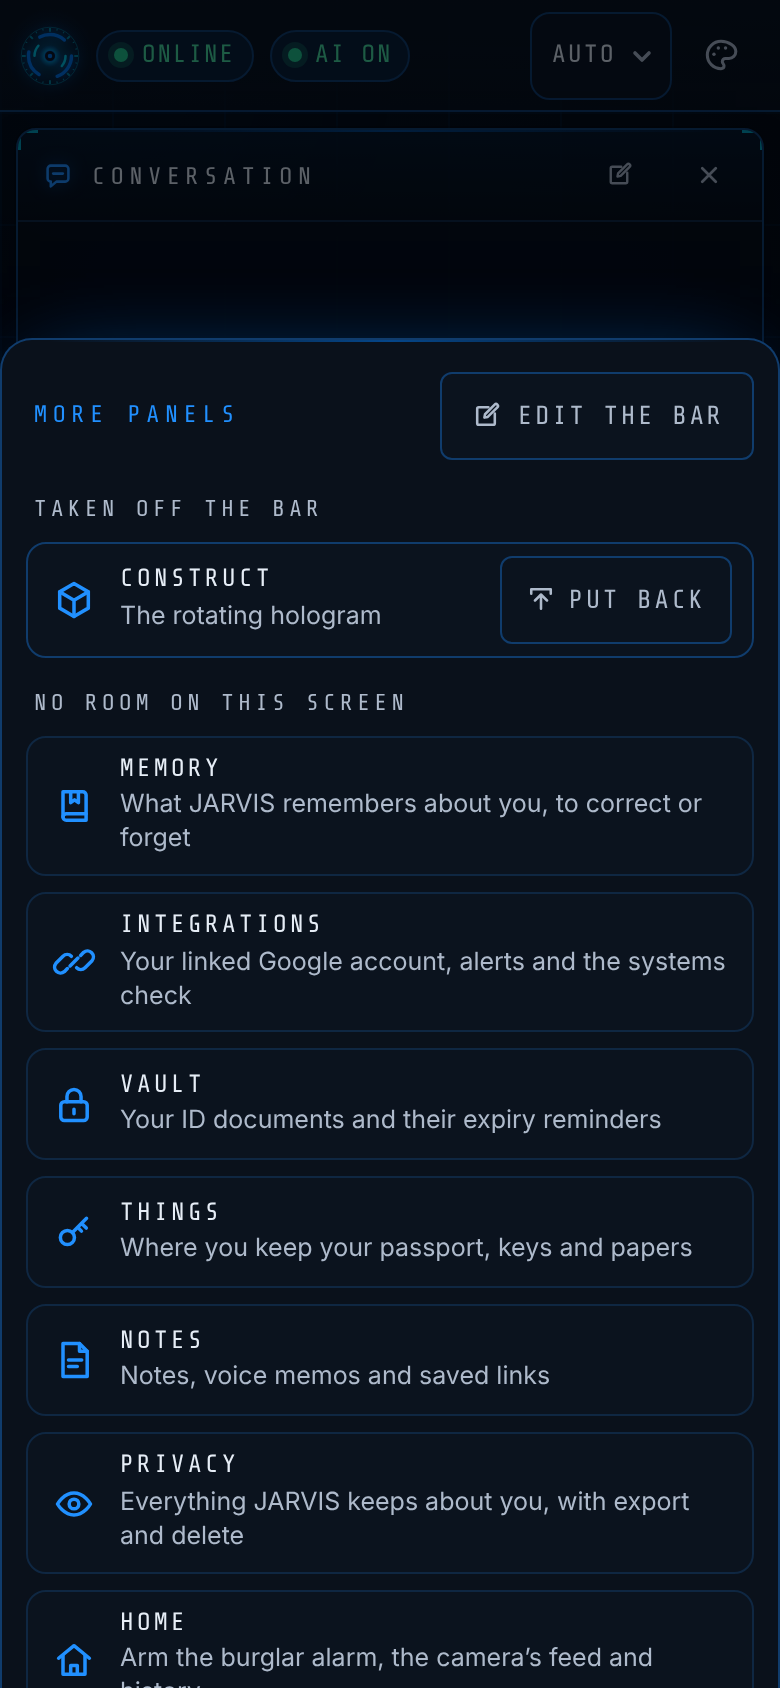 ONLINE
AI ON
AUTO
CONVERSATION
MORE PANELS
EDIT THE BAR
TAKEN OFF THE BAR
CONSTRUCT
The rotating hologram
PUT BACK
NO ROOM ON THIS SCREEN
MEMORY
What JARVIS remembers about you, to correct or
forget
INTEGRATIONS
Your linked Google account, alerts and the systems
check
VAULT
Your ID documents and their expiry reminders
THINGS
Where you keep your passport, keys and papers
NOTES
Notes, voice memos and saved links
PRIVACY
Everything JARVIS keeps about you, with export
and delete
HOME
Arm the burglar alarm, the camera’s feed and
history